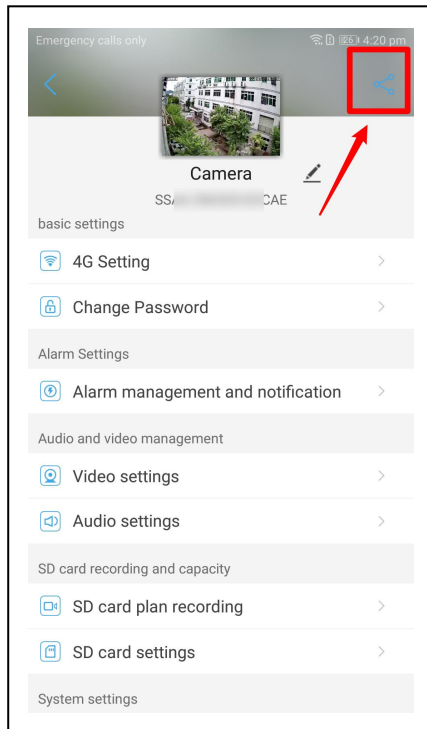 Emergency calls only 4:20 pm
Camera
CAE
basic settings
4G Setting
Change Password
Alarm Settings
Alarm management and notification
Audio and video management
Video settings
Audio settings
SD card recording and capacity
SD card plan recording
SD card settings
System settings